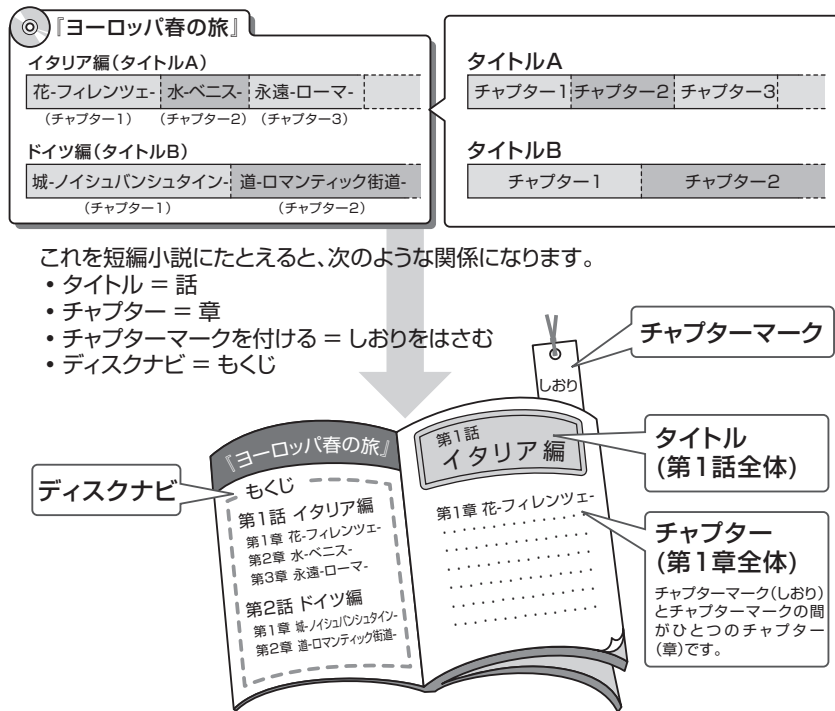 『ヨーロッパ春の旅』
イタリア編(タイトルA)
花-フィレンツェ- 水-ベニス- 永遠-ローマ-
(チャプター1) (チャプター2) (チャプター3)
ドイツ編(タイトルB)
城-ノイシュバンシュタイン- 道-ロマンティック街道-
(チャプター1) (チャプター2)
タイトルA
チャプター1 チャプター2 チャプター3
タイトルB
チャプター1 チャプター2
これを短編小説にたとえると、次のような関係になります。
• タイトル = 話
• チャプター = 章
• チャプターマークを付ける = しおりをはさむ
• ディスクナビ = もくじ
チャプターマーク
しおり
『ヨーロッパ春の旅』
ディスクナビ
もくじ
第1話 イタリア編
第1章 花-フィレンツェ-
第2章 水-ベニス-
第3章 永遠-ローマ-
第2話 ドイツ編
第1章 城-ノイシュバンシュタイン-
第2章 道-ロマンティック街道-
第1話
イタリア編
第1章 花-フィレンツェ-
タイトル
(第1話全体)
チャプター
(第1章全体)
チャプターマーク(しおり)
とチャプターマークの間
がひとつのチャプター
(章)です。